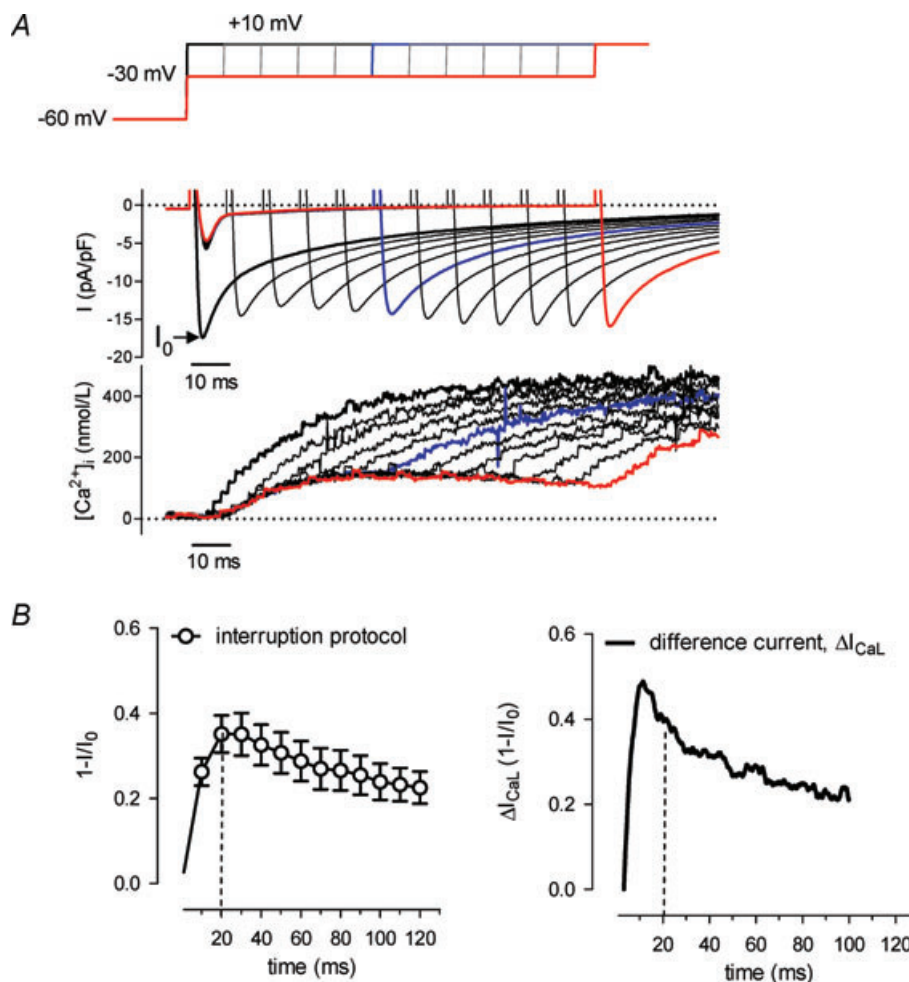 A
+10 mV
-30 mV
-60 mV
0
-5
-10
-15
-20
I (pA/pF)
I0
10 ms
400
200
0
[Ca2+]i (nmol/L)
10 ms
B
interruption protocol
0.6
0.4
0.2
0.0
1-I/I0
20 40 60 80 100 120
time (ms)
difference current, ΔICaL
0.6
0.4
0.2
0.0
ΔICaL (1-I/I0)
20 40 60 80 100 120
time (ms)